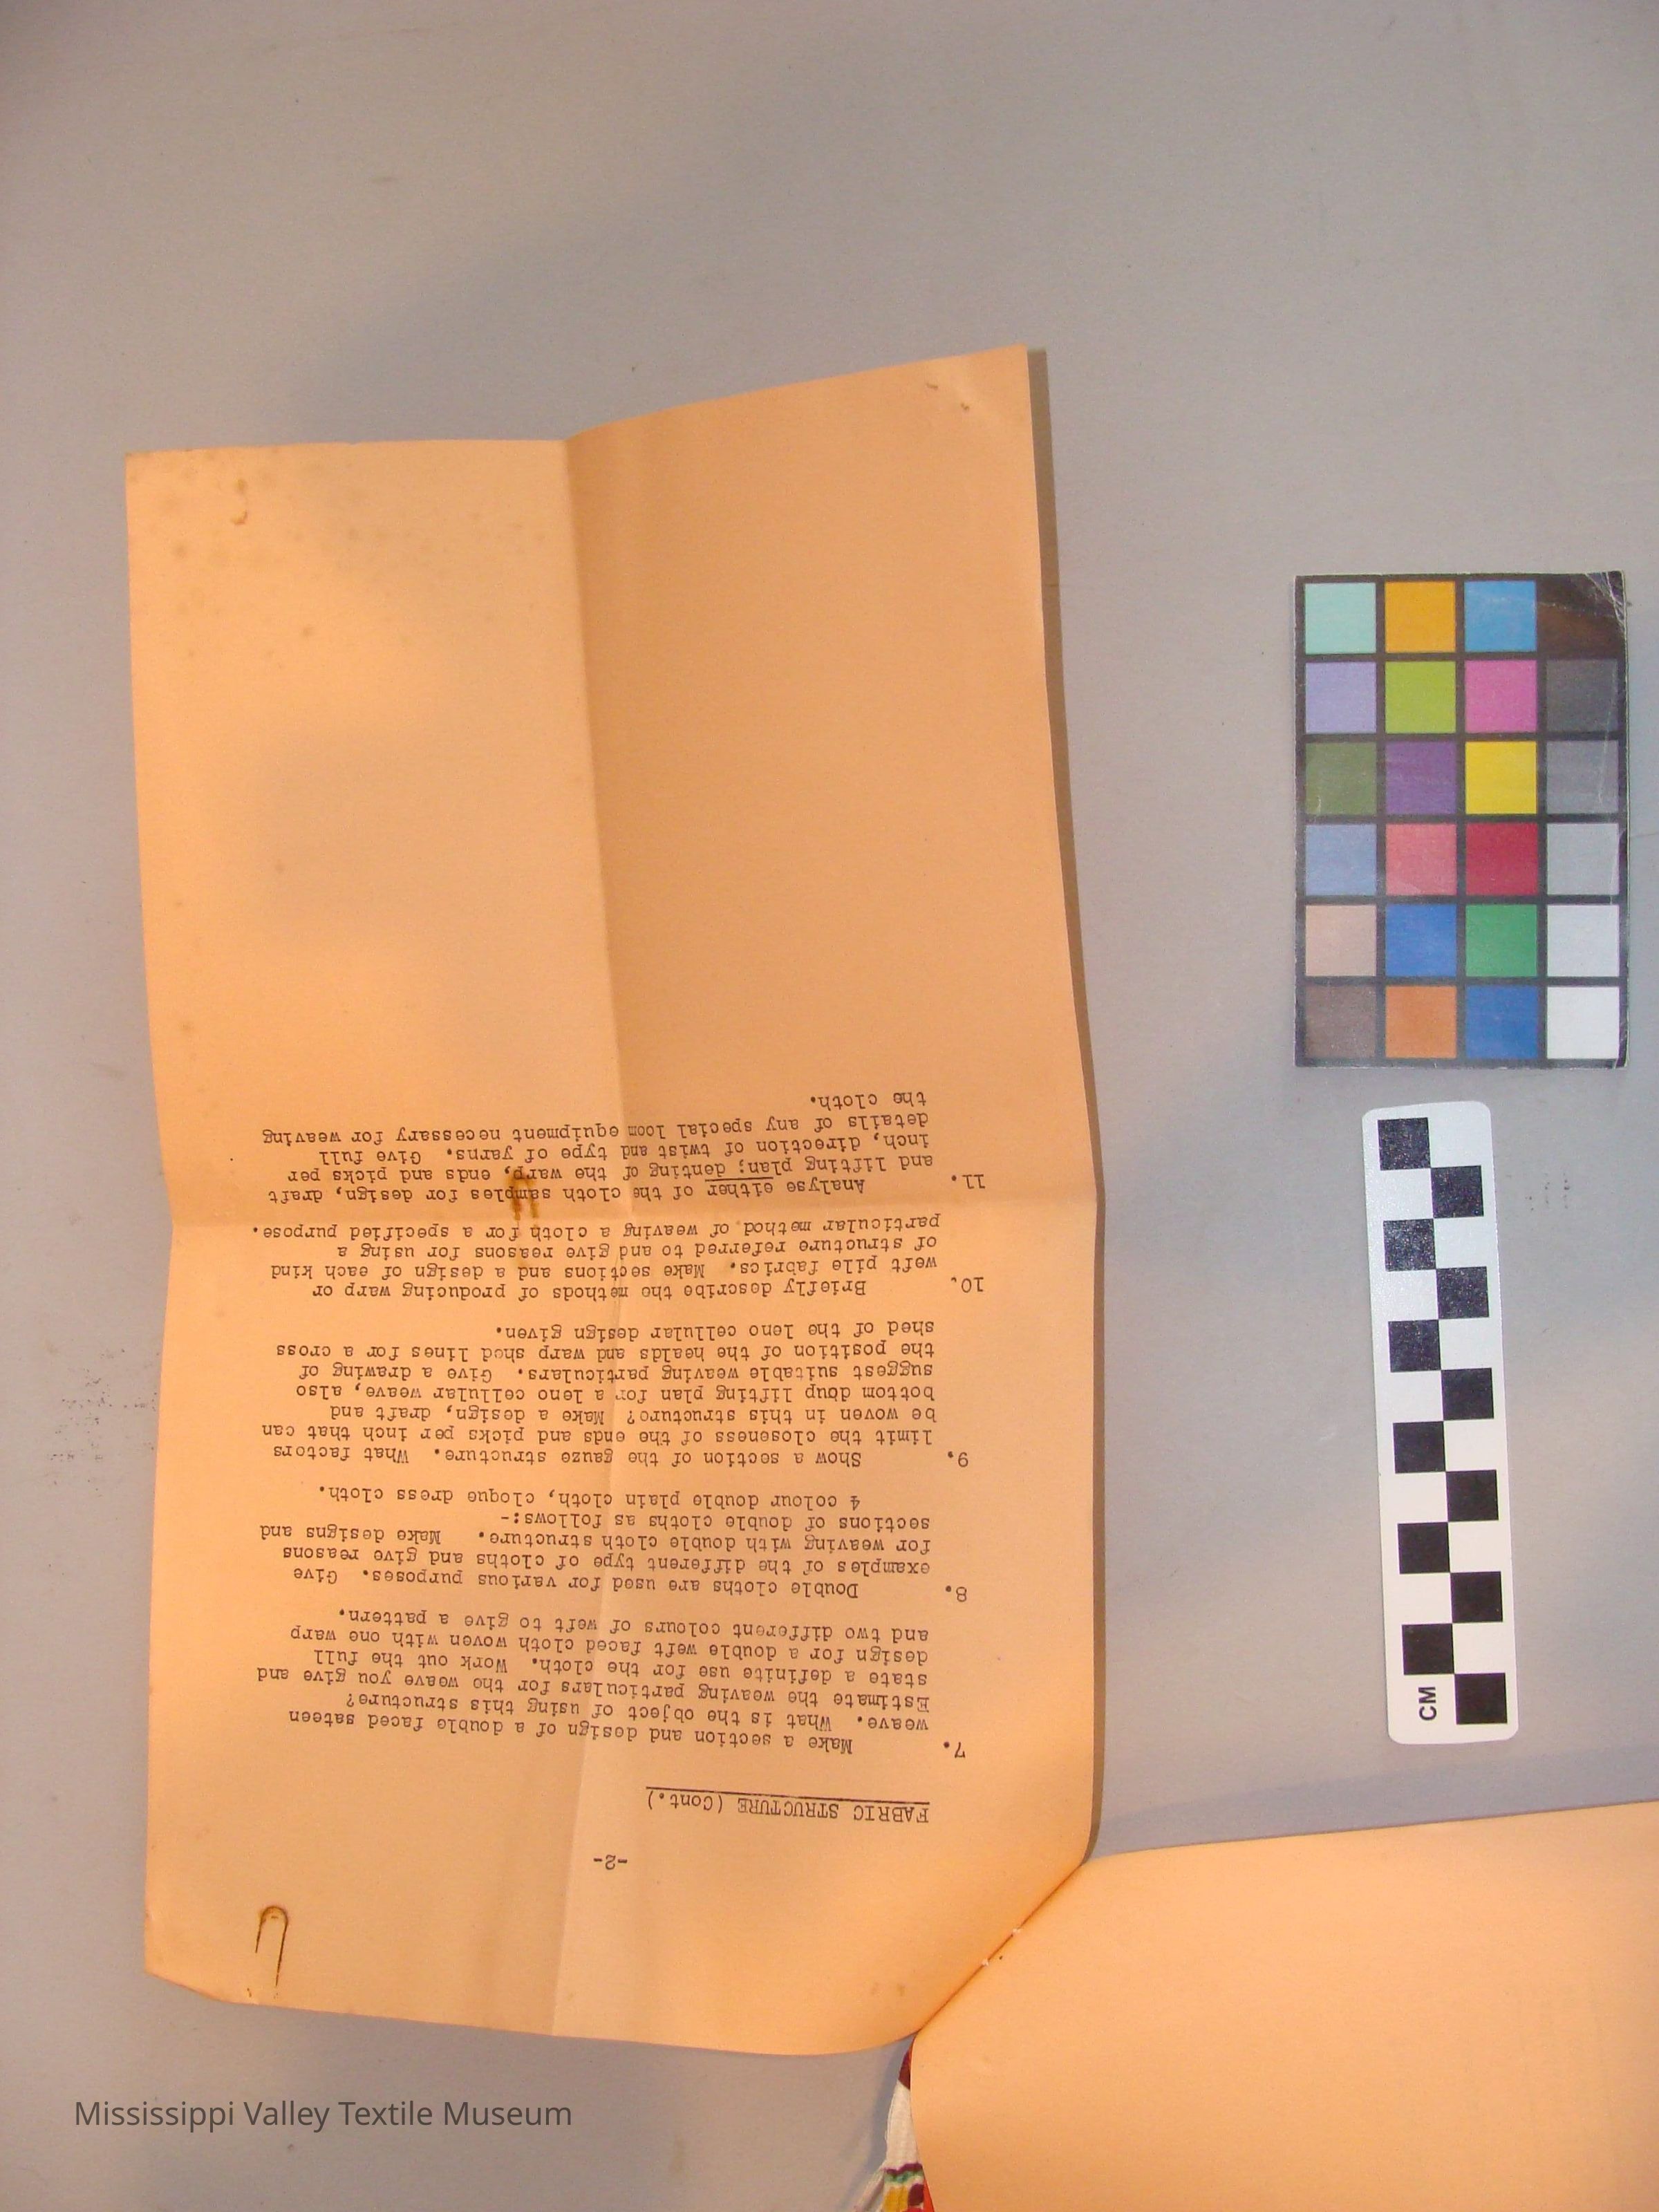 -2-
FABRIC STRUCTURE (Cont.)
7. Make a section and design of a double faced sateen
weave. What is the object of using this structure?
Estimate the weaving particulars for the weave you give and
state a definite use for the cloth. Work out the full
design for a double weft faced cloth woven with one warp
and two different colours of weft to give a pattern.
8. Double cloths are used for various purposes. Give
examples of the different type of cloths and give reasons
for weaving with double cloth structure. Make designs and
sections of double cloths as follows:-
4 colour double plain cloth, cloque dress cloth.
9. Show a section of the gauze structure. What factors
limit the closeness of the ends and picks per inch that can
be woven in this structure? Make a design, draft and
bottom doup lifting plan for a leno cellular weave, also
suggest suitable weaving particulars. Give a drawing of
the position of the healds and warp shed lines for a cross
shed of the leno cellular design given.
10. Briefly describe the methods of producing warp or
weft pile fabrics. Make sections and a design of each kind
of structure referred to and give reasons for using a
particular method of weaving a cloth for a specified purpose.
11. Analyse either of the cloth samples for design, draft
and lifting plan; denting of the warp, ends and picks per
inch, direction of twist and type of yarns. Give full
details of any special loom equipment necessary for weaving
the cloth.
CM
Mississippi Valley Textile Museum